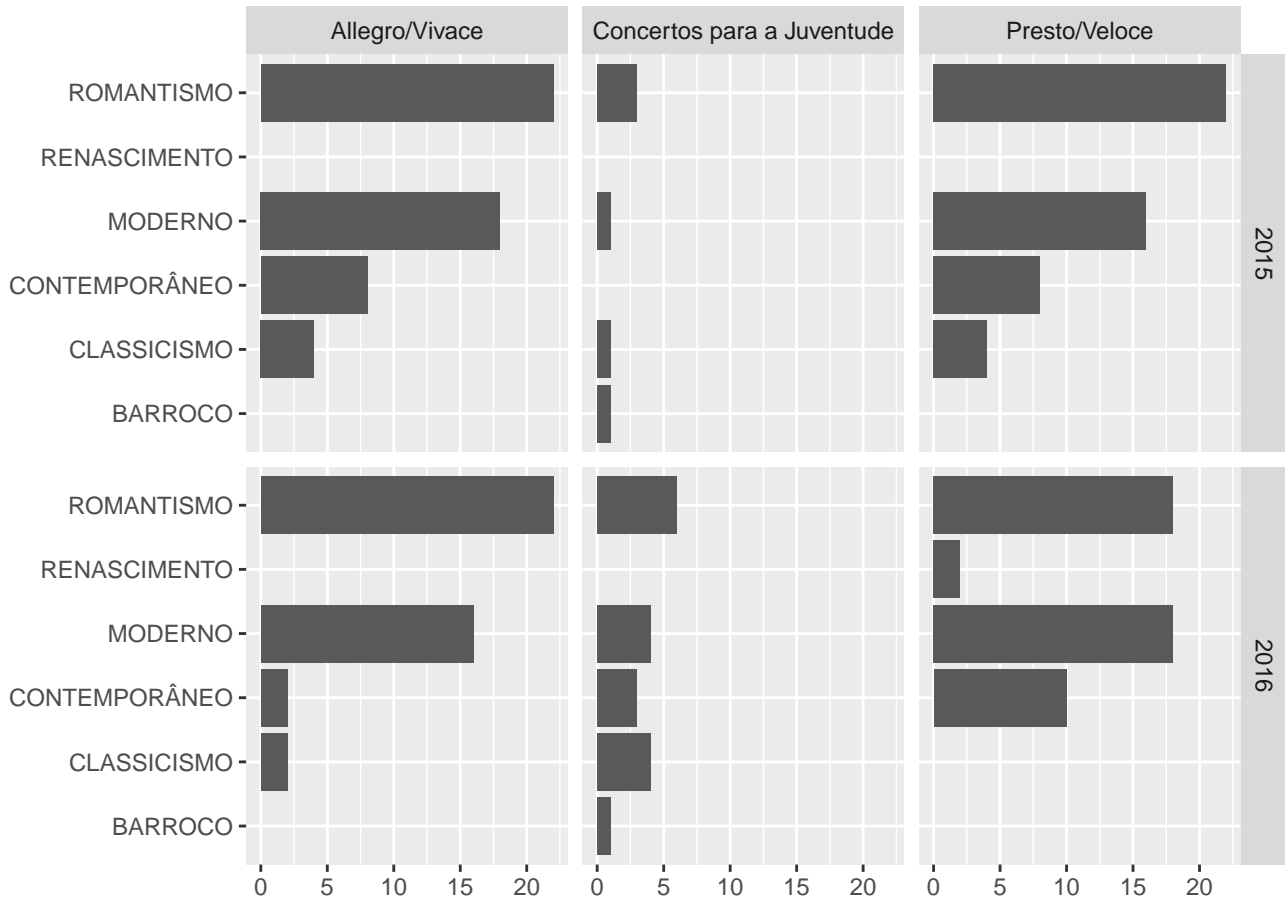 Allegro/Vivace
Concertos para a Juventude
Presto/Veloce
ROMANTISMO
RENASCIMENTO
MODERNO
CONTEMPORÂNEO
CLASSICISMO
BARROCO
2015
ROMANTISMO
RENASCIMENTO
MODERNO
CONTEMPORÂNEO
CLASSICISMO
BARROCO
2016
0 5 10 15 20
0 5 10 15 20
0 5 10 15 20